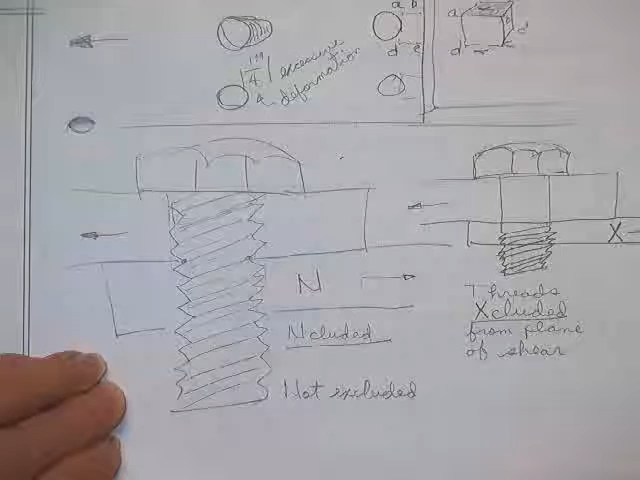 a b
d c
a
d
d
1"
4
excessive
deformation
N
Ncluded
Not excluded
X
Threads
Xcluded
from plane
of shear